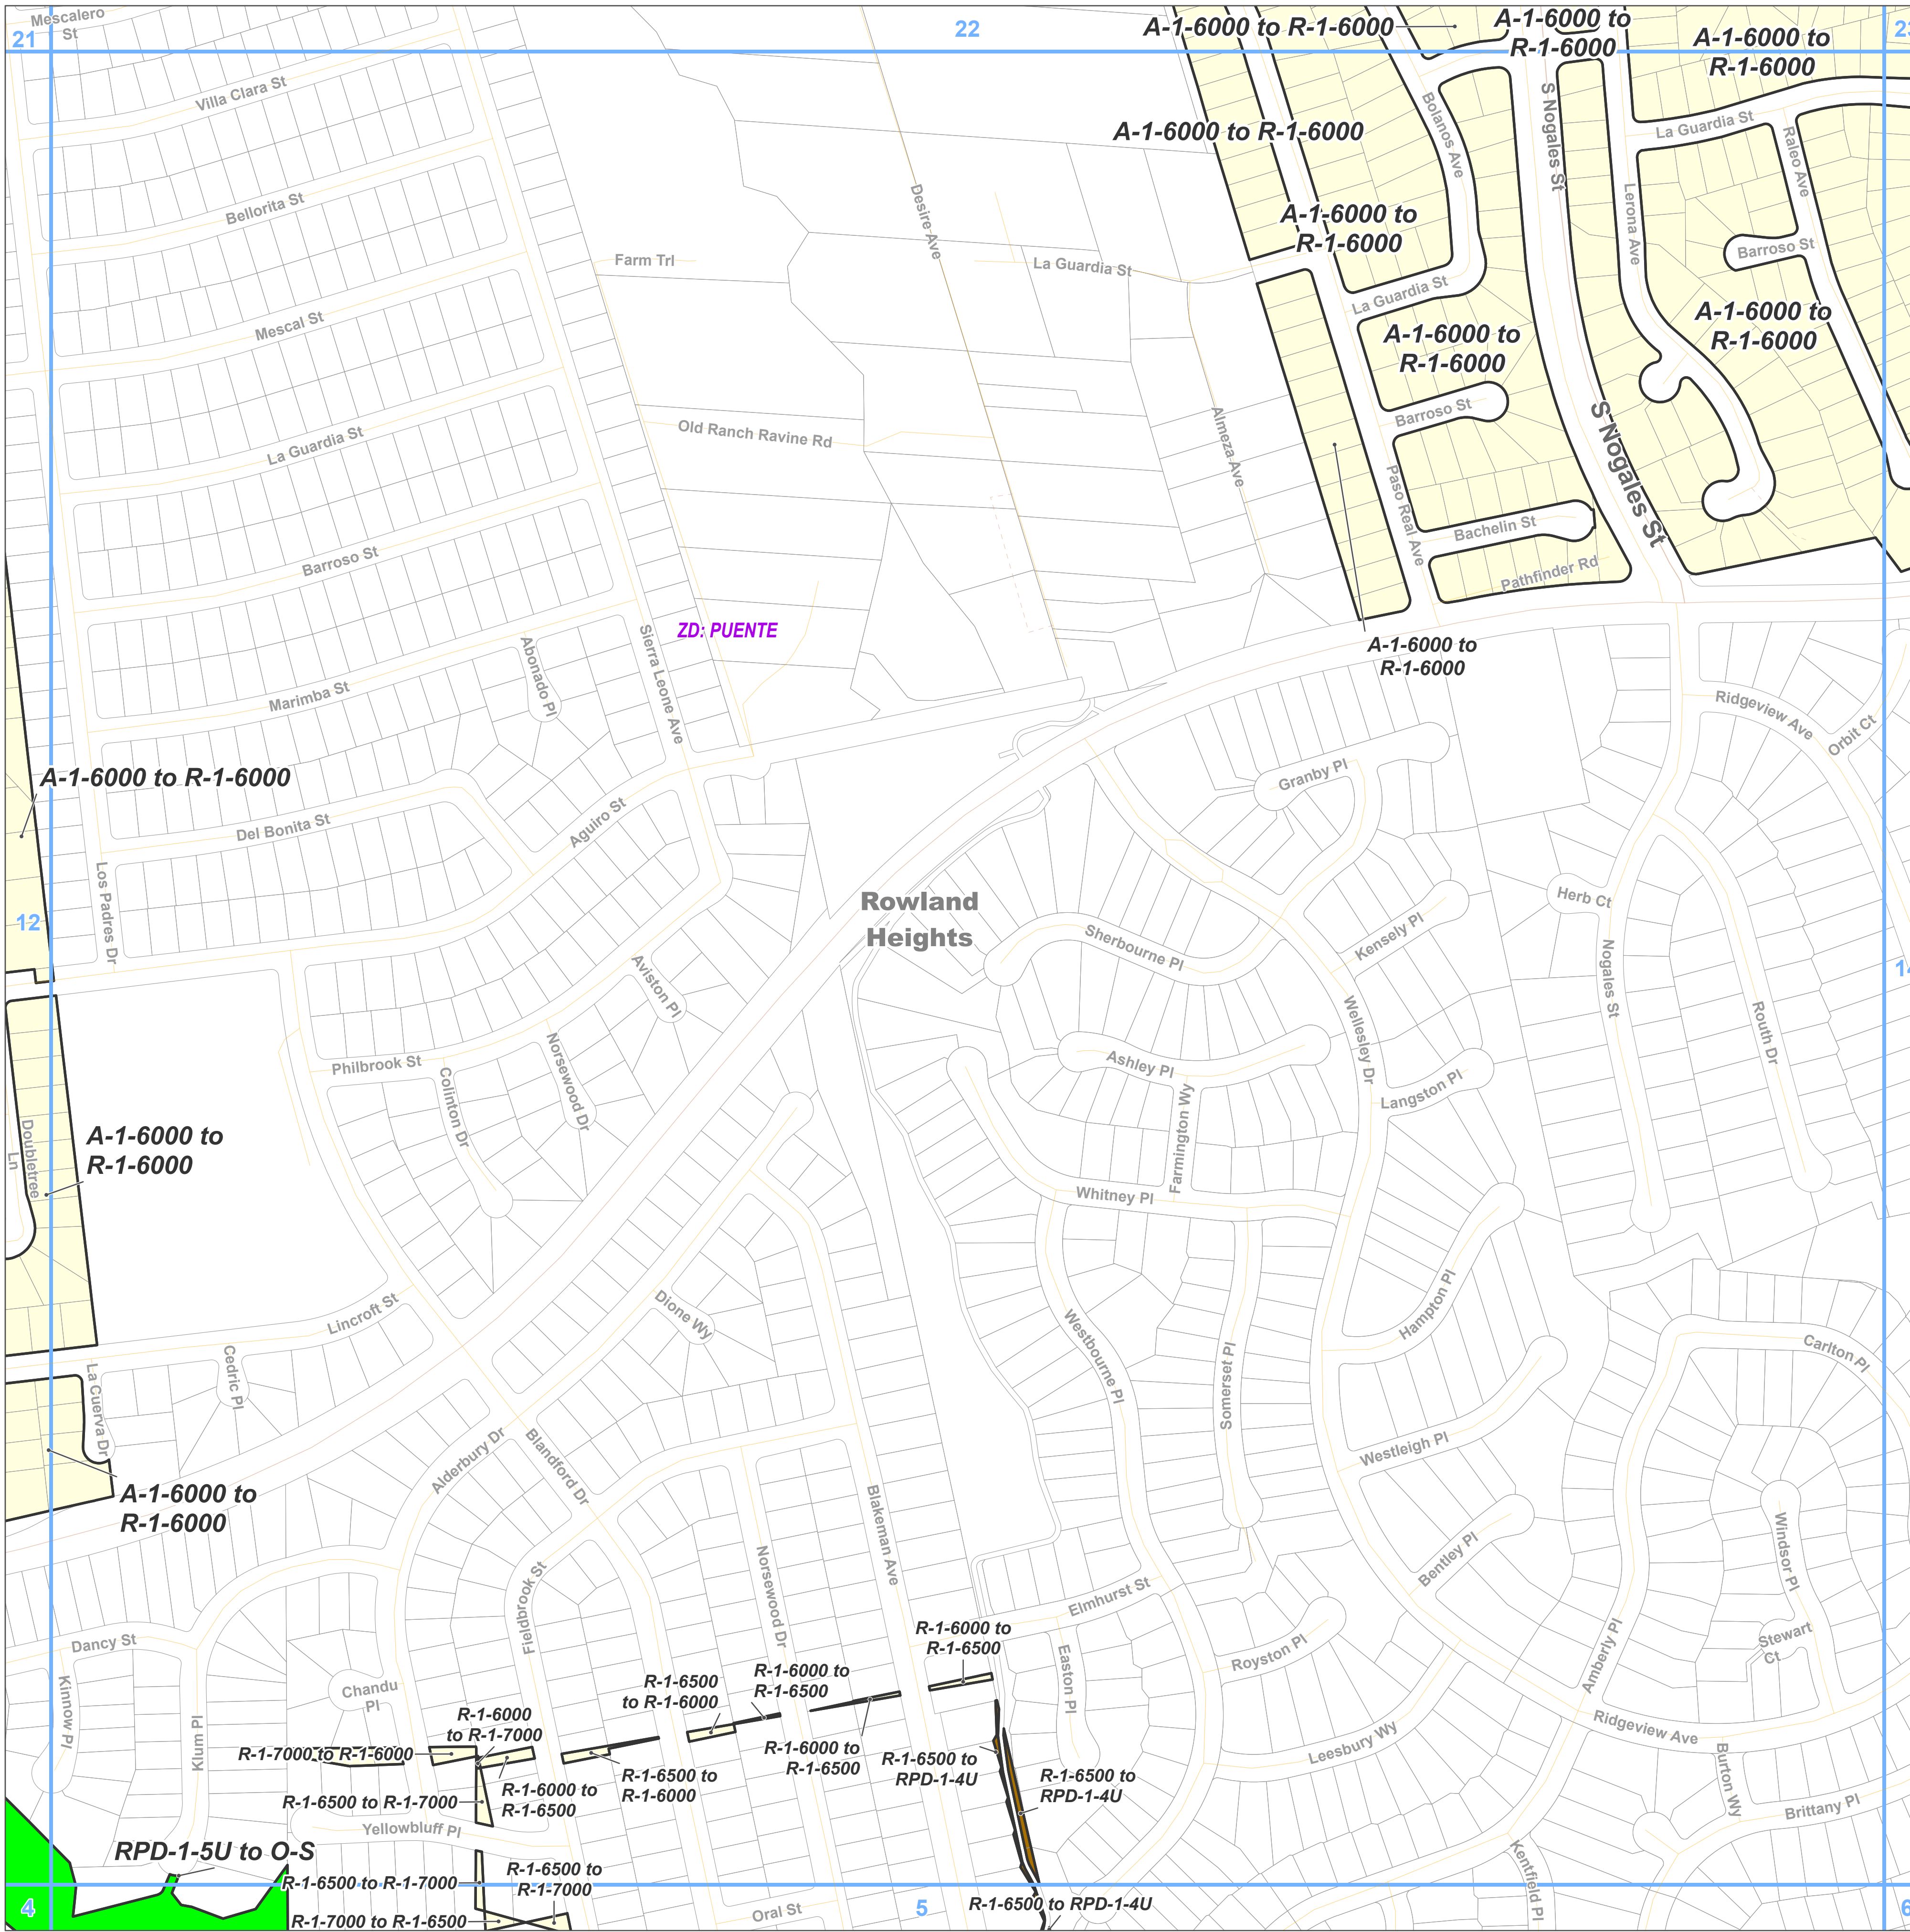 Mescalero
St
21
22
A-1-6000 to R-1-6000
A-1-6000 to
R-1-6000
A-1-6000 to
R-1-6000
23
Villa Clara St
Bolanos Ave
S Nogales St
La Guardia St
Raleo Ave
A-1-6000 to R-1-6000
Bellorita St
Desire Ave
A-1-6000 to
R-1-6000
Lerona Ave
Barroso St
Farm Trl
La Guardia St
La Guardia St
Mescal St
A-1-6000 to
R-1-6000
A-1-6000 to
R-1-6000
La Guardia St
Old Ranch Ravine Rd
Almeza Ave
Barroso St
S Nogales St
Paso Real Ave
Bachelin St
Barroso St
Pathfinder Rd
ZD: PUENTE
Sierra Leone Ave
A-1-6000 to
R-1-6000
Abonado Pl
Marimba St
Ridgeview Ave
Orbit Ct
A-1-6000 to R-1-6000
Granby Pl
Del Bonita St
Aguiro St
Los Padres Dr
12
Rowland
Heights
Herb Ct
Kensely Pl
Sherbourne Pl
Nogales St
14
Aviston Pl
Wellesley Dr
Routh Dr
Philbrook St
Norsewood Dr
Colinton Dr
Ashley Pl
Langston Pl
Farmington Wy
A-1-6000 to
R-1-6000
Doubletree
Ln
Whitney Pl
Hampton Pl
Lincroft St
Dione Wy
Westbourne Pl
Somerset Pl
Carlton Pl
Cedric Pl
La Cuerva Dr
Alderbury Dr
Blandford Dr
Westleigh Pl
A-1-6000 to
R-1-6000
Blakeman Ave
Windsor Pl
Bentley Pl
Fieldbrook St
Norsewood Dr
Elmhurst St
Dancy St
R-1-6000 to
R-1-6500
Easton Pl
Royston Pl
Amberly Pl
Stewart
Ct
Kinnow Pl
Klum Pl
Chandu
Pl
R-1-6500
to R-1-6000
R-1-6000 to
R-1-6500
R-1-6000
to R-1-7000
R-1-7000 to R-1-6000
R-1-6000 to
R-1-6500
R-1-6500 to
RPD-1-4U
R-1-6500 to
RPD-1-4U
Leesbury Wy
Ridgeview Ave
Burton Wy
R-1-6500 to
R-1-6000
R-1-6000 to
R-1-6500
R-1-6500 to R-1-7000
Yellowbluff Pl
Brittany Pl
RPD-1-5U to O-S
R-1-6500 to
R-1-7000
R-1-6500 to R-1-7000
Kentfield Pl
4
5
6
R-1-6500 to RPD-1-4U
R-1-7000 to R-1-6500
Oral St